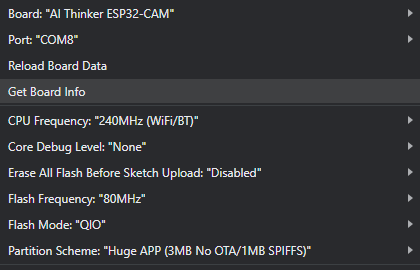 Board: "AI Thinker ESP32-CAM"
Port: "COM8"
Reload Board Data
Get Board Info
CPU Frequency: "240MHz (WiFi/BT)"
Core Debug Level: "None"
Erase All Flash Before Sketch Upload: "Disabled"
Flash Frequency: "80MHz"
Flash Mode: "QIO"
Partition Scheme: "Huge APP (3MB No OTA/1MB SPIFFS)"